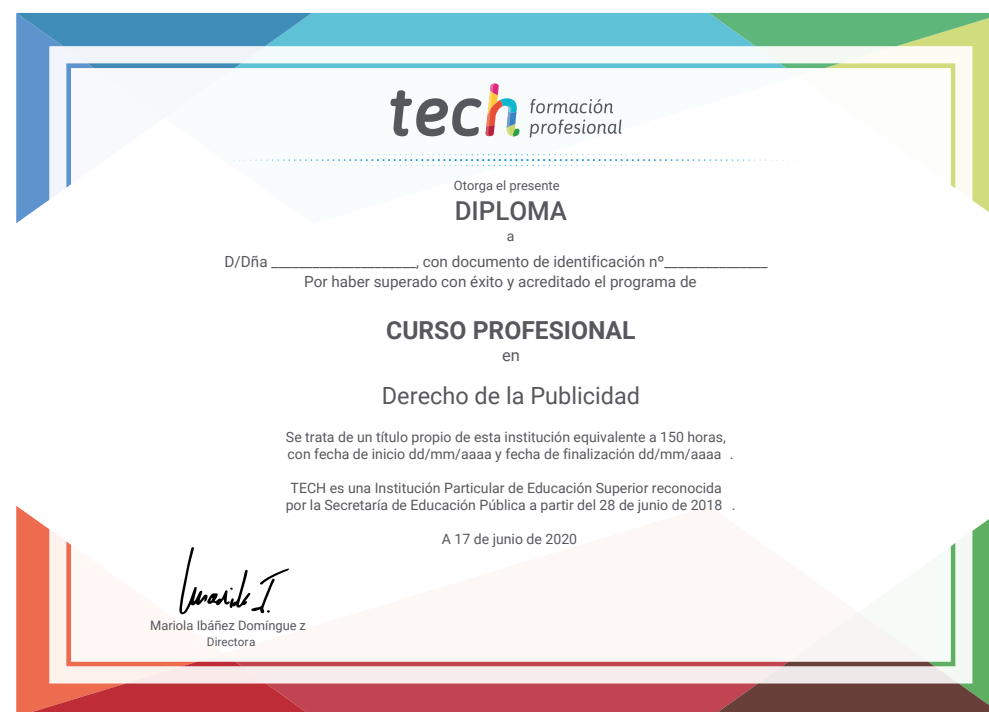 tech formación
profesional
Otorga el presente
DIPLOMA
a
D/Dña _____________________, con documento de identificación nº_______________
Por haber superado con éxito y acreditado el programa de
CURSO PROFESIONAL
en
Derecho de la Publicidad
Se trata de un título propio de esta institución equivalente a 150 horas,
con fecha de inicio dd/mm/aaaa y fecha de finalización dd/mm/aaaa .
TECH es una Institución Particular de Educación Superior reconocida
por la Secretaría de Educación Pública a partir del 28 de junio de 2018 .
A 17 de junio de 2020
Mariola Ibáñez Domíngue z
Directora